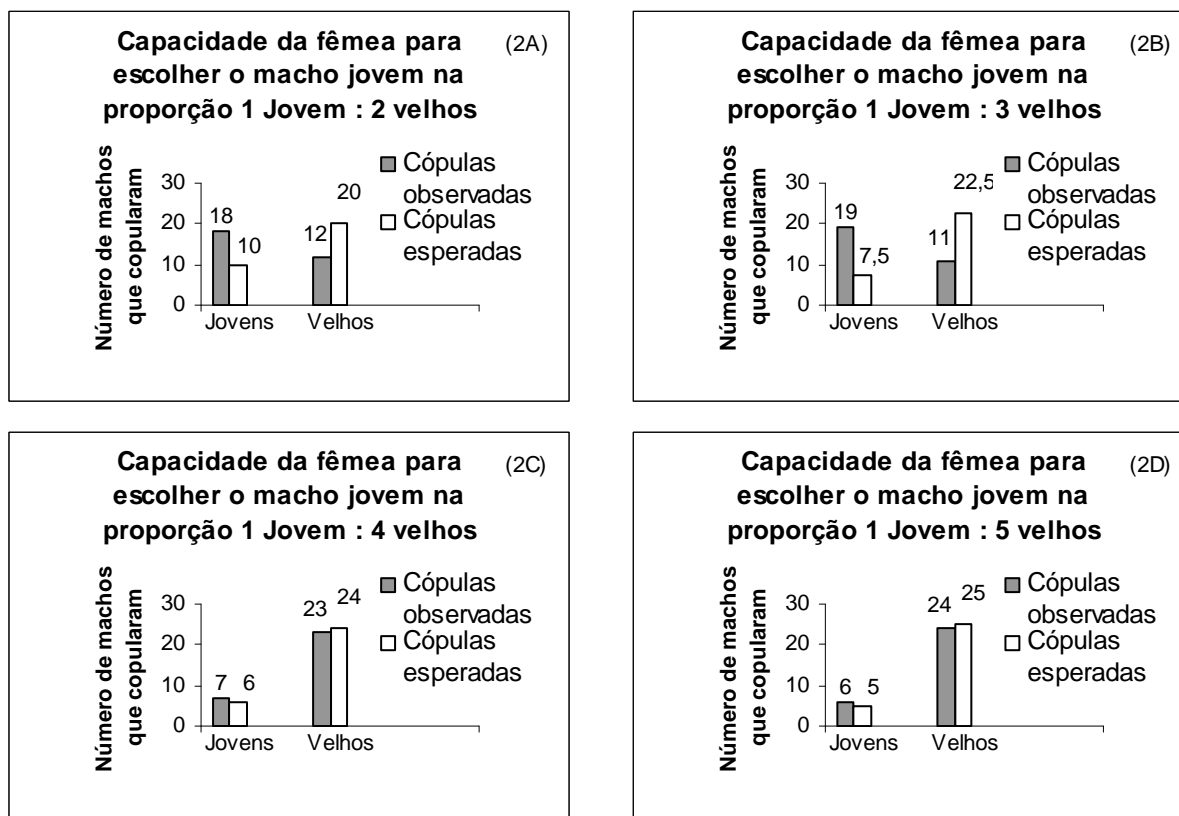 Capacidade da fêmea para
escolher o macho jovem na
proporção 1 Jovem : 2 velhos
(2A)
Número de machos
que copularam
30
20
10
0
18
10
12
20
Jovens
Velhos
Cópulas
observadas
Cópulas
esperadas
Capacidade da fêmea para
escolher o macho jovem na
proporção 1 Jovem : 3 velhos
(2B)
Número de machos
que copularam
30
20
10
0
19
7,5
11
22,5
Jovens
Velhos
Cópulas
observadas
Cópulas
esperadas
Capacidade da fêmea para
escolher o macho jovem na
proporção 1 Jovem : 4 velhos
(2C)
Número de machos
que copularam
30
20
10
0
7
6
23
24
Jovens
Velhos
Cópulas
observadas
Cópulas
esperadas
Capacidade da fêmea para
escolher o macho jovem na
proporção 1 Jovem : 5 velhos
(2D)
Número de machos
que copularam
30
20
10
0
6
5
24
25
Jovens
Velhos
Cópulas
observadas
Cópulas
esperadas